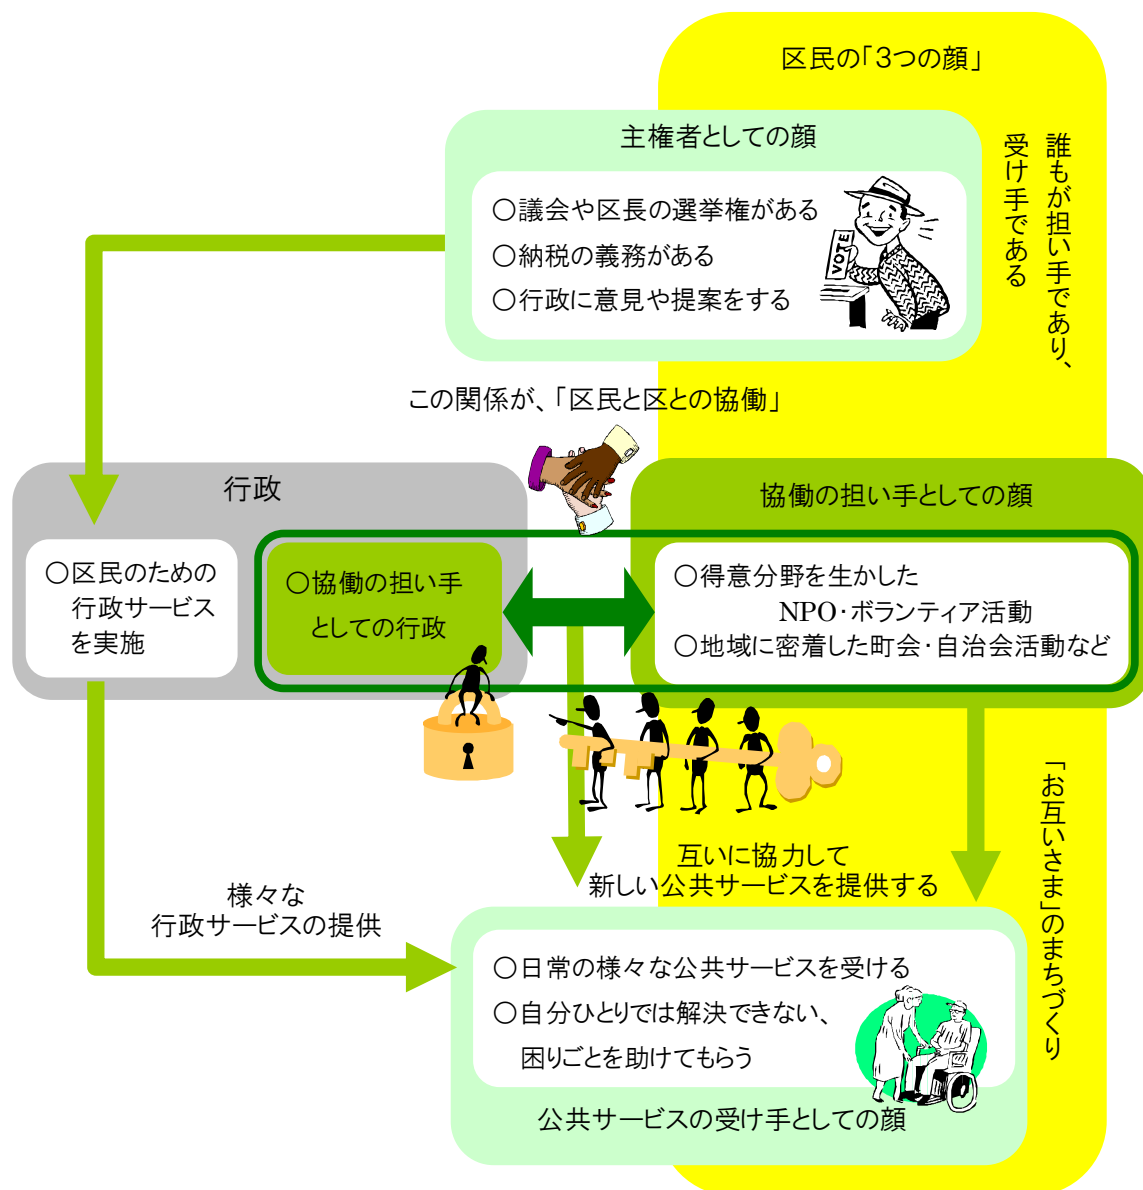 区民の「3つの顔」
主権者としての顔
○議会や区長の選挙権がある
○納税の義務がある
○行政に意見や提案をする
VOTE
誰もが担い手であり、
受け手である
この関係が、「区民と区との協働」
行政
○区民のための
行政サービス
を実施
○協働の担い手
としての行政
協働の担い手としての顔
○得意分野を生かした
NPO・ボランティア活動
○地域に密着した町会・自治会活動など
「お互いさま」のまちづくり
互いに協力して
新しい公共サービスを提供する
様々な
行政サービスの提供
○日常の様々な公共サービスを受ける
○自分ひとりでは解決できない、
困りごとを助けてもらう
公共サービスの受け手としての顔